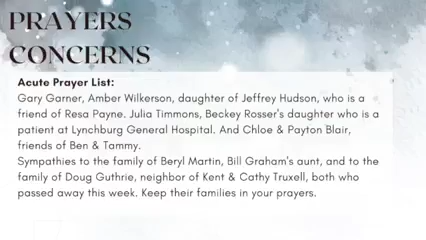 PRAYERS
CONCERNS
Acute Prayer List:
Gary Garner, Amber Wilkerson, daughter of Jeffrey Hudson, who is a
friend of Resa Payne. Julia Timmons, Beckey Rosser's daughter who is a
patient at Lynchburg General Hospital. And Chloe & Payton Blair,
friends of Ben & Tammy.
Sympathies to the family of Beryl Martin, Bill Graham's aunt, and to the
family of Doug Guthrie, neighbor of Kent & Cathy Truxell, both who
passed away this week. Keep their families in your prayers.